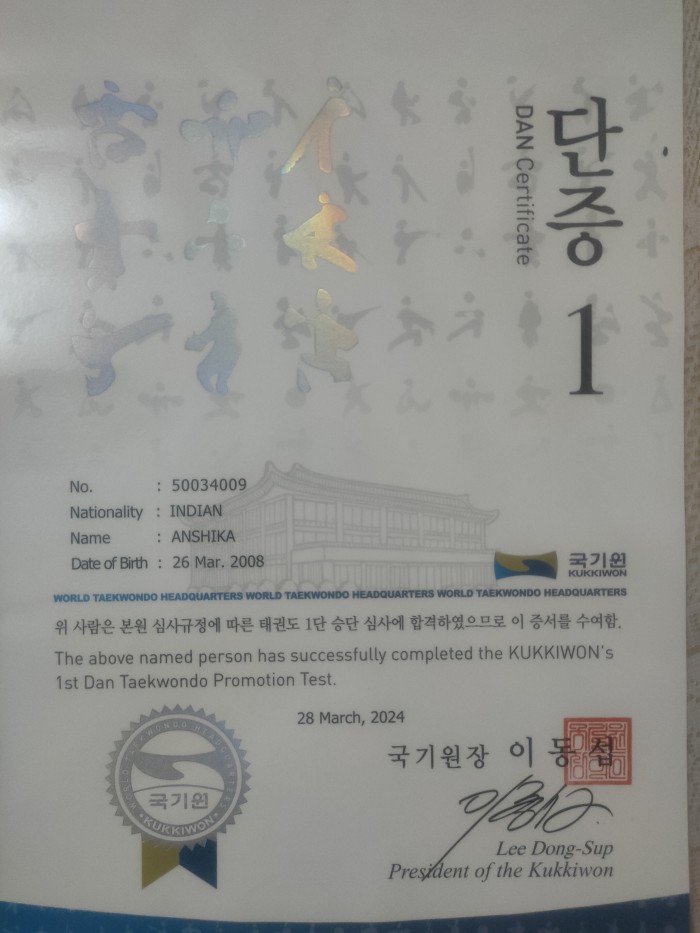 단증
DAN Certificate
1
No. : 50034009
Nationality : INDIAN
Name : ANSHIKA
Date of Birth : 26 Mar. 2008
국기원
KUKKIWON
WORLD TAEKWONDO HEADQUARTERS WORLD TAEKWONDO HEADQUARTERS WORLD TAEKWONDO HEADQUARTERS
위 사람은 본원 심사규정에 따른 태권도 1단 승단 심사에 합격하였으므로 이 증서를 수여함.
The above named person has successfully completed the KUKKIWON's
1st Dan Taekwondo Promotion Test.
28 March, 2024
국기원장 이동섭
국기원
KUKKIWON
Lee Dong-Sup
President of the Kukkiwon